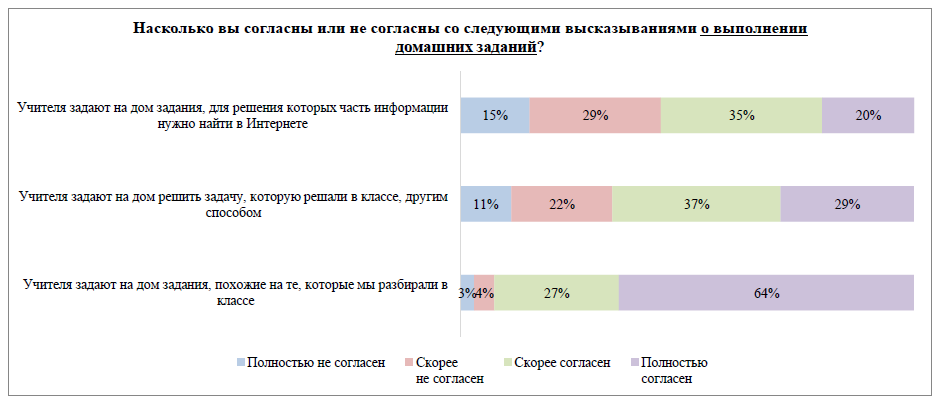 Насколько вы согласны или не согласны со следующими высказываниями о выполнении
домашних заданий?
Учителя задают на дом задания, для решения которых часть информации
нужно найти в Интернете
15% 29% 35% 20%
Учителя задают на дом решить задачу, которую решали в классе, другим
способом
11% 22% 37% 29%
Учителя задают на дом задания, похожие на те, которые мы разбирали в
классе
3% 4% 27% 64%
Полностью не согласен
Скорее
не согласен
Скорее согласен
Полностью
согласен